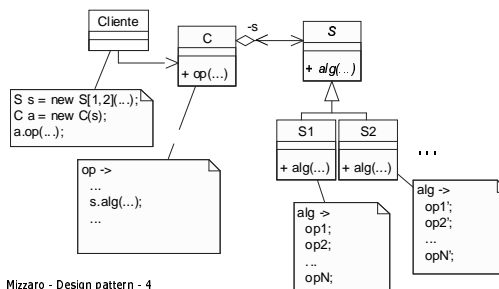 Cliente
C
+ op(...)
-s
S
+ alg(...)
S s = new S[1,2](...);
C a = new C(s);
a.op(...);
S1
+ alg(...)
S2
+ alg(...)
...
op ->
...
s.alg(...);
...
alg ->
op1;
op2;
...
opN;
alg ->
op1';
op2';
...
opN';
Mizzaro - Design pattern - 4